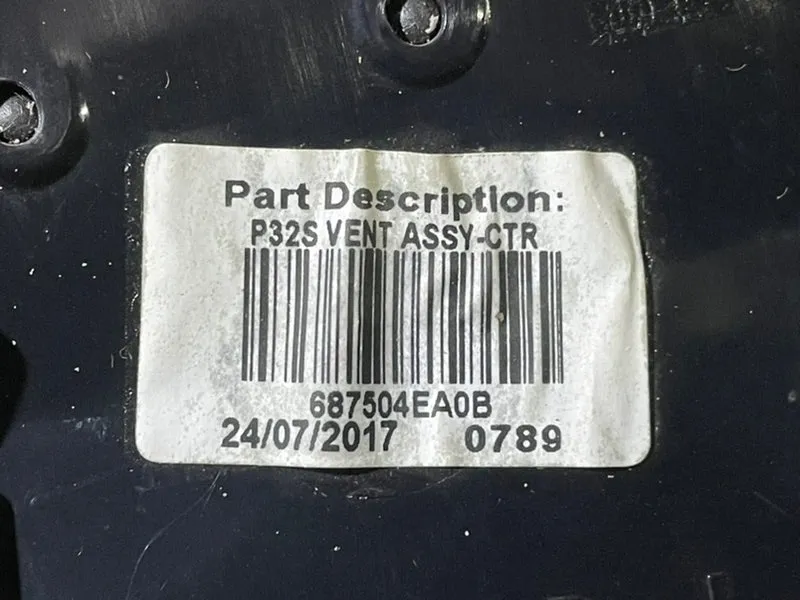 Part Description:
P32S VENT ASSY-CTR
687504EA0B
24/07/2017 0789